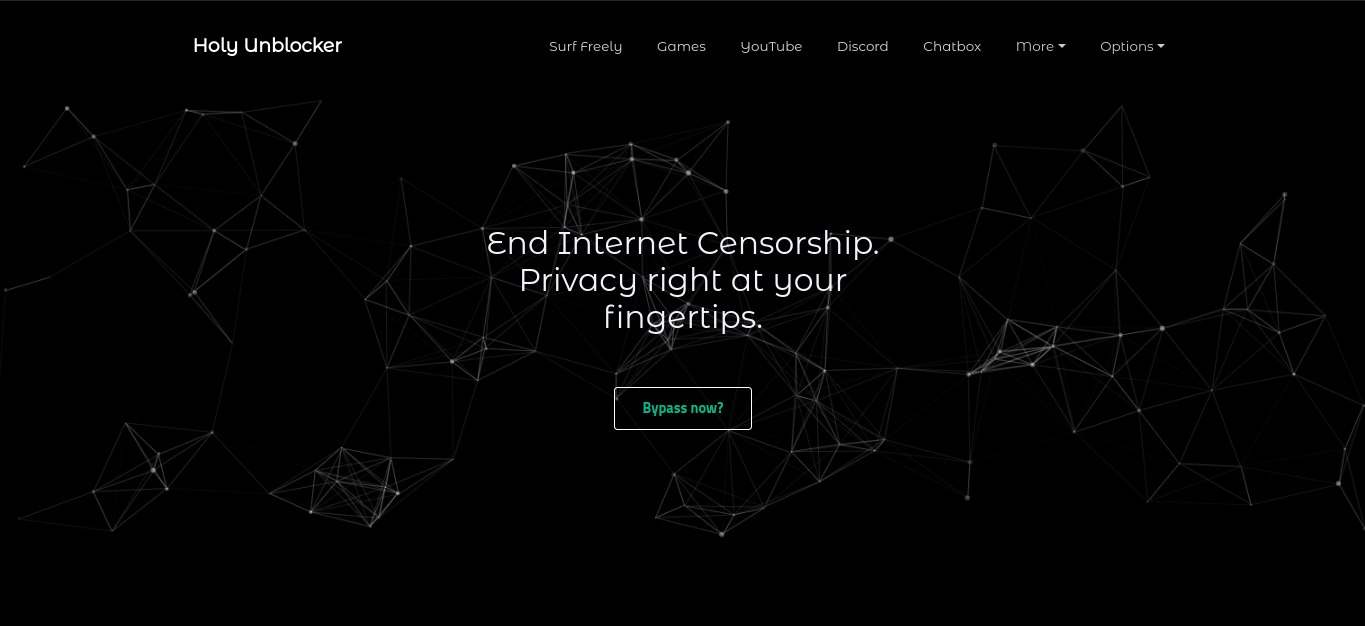 Holy Unblocker
Surf Freely Games YouTube Discord Chatbox More Options
End Internet Censorship.
Privacy right at your
fingertips.
Bypass now?